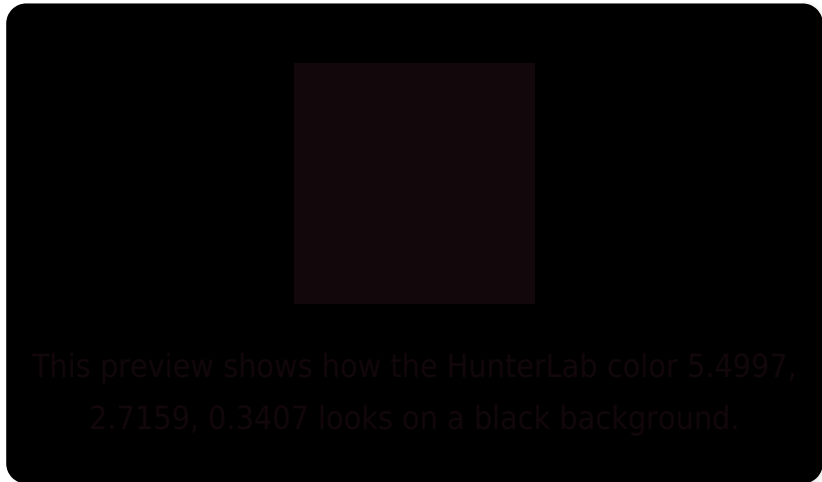 This preview shows how the HunterLab color 5.4997,
2.7159, 0.3407 looks on a black background.